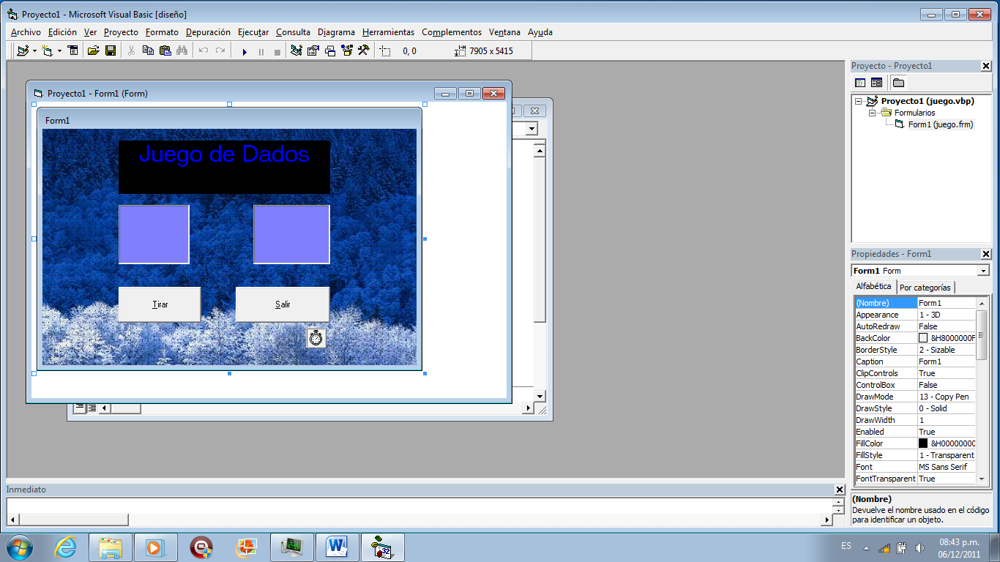 Proyecto1 - Microsoft Visual Basic [diseño]
Archivo Edición Ver Proyecto Formato Depuración Ejecutar Consulta Diagrama Herramientas Complementos Ventana Ayuda
0, 0 7905 x 5415
Proyecto - Proyecto1
Proyecto1 (juego.vbp)
Formularios
Form1 (juego.frm)
Proyecto1 - Form1 (Form)
Form1
Juego de Dados
Tirar Salir
Propiedades - Form1
Form1 Form
Alfabética Por categorías
(Nombre) Form1
Appearance 1 - 3D
AutoRedraw False
BackColor &H8000000F
BorderStyle 2 - Sizable
Caption Form1
ClipControls True
ControlBox False
DrawMode 13 - Copy Pen
DrawStyle 0 - Solid
DrawWidth 1
Enabled True
FillColor &H00000000
FillStyle 1 - Transparent
Font MS Sans Serif
FontTransparent True
(Nombre)
Devuelve el nombre usado en el código
para identificar un objeto.
Inmediato
ES
08:43 p.m.
06/12/2011